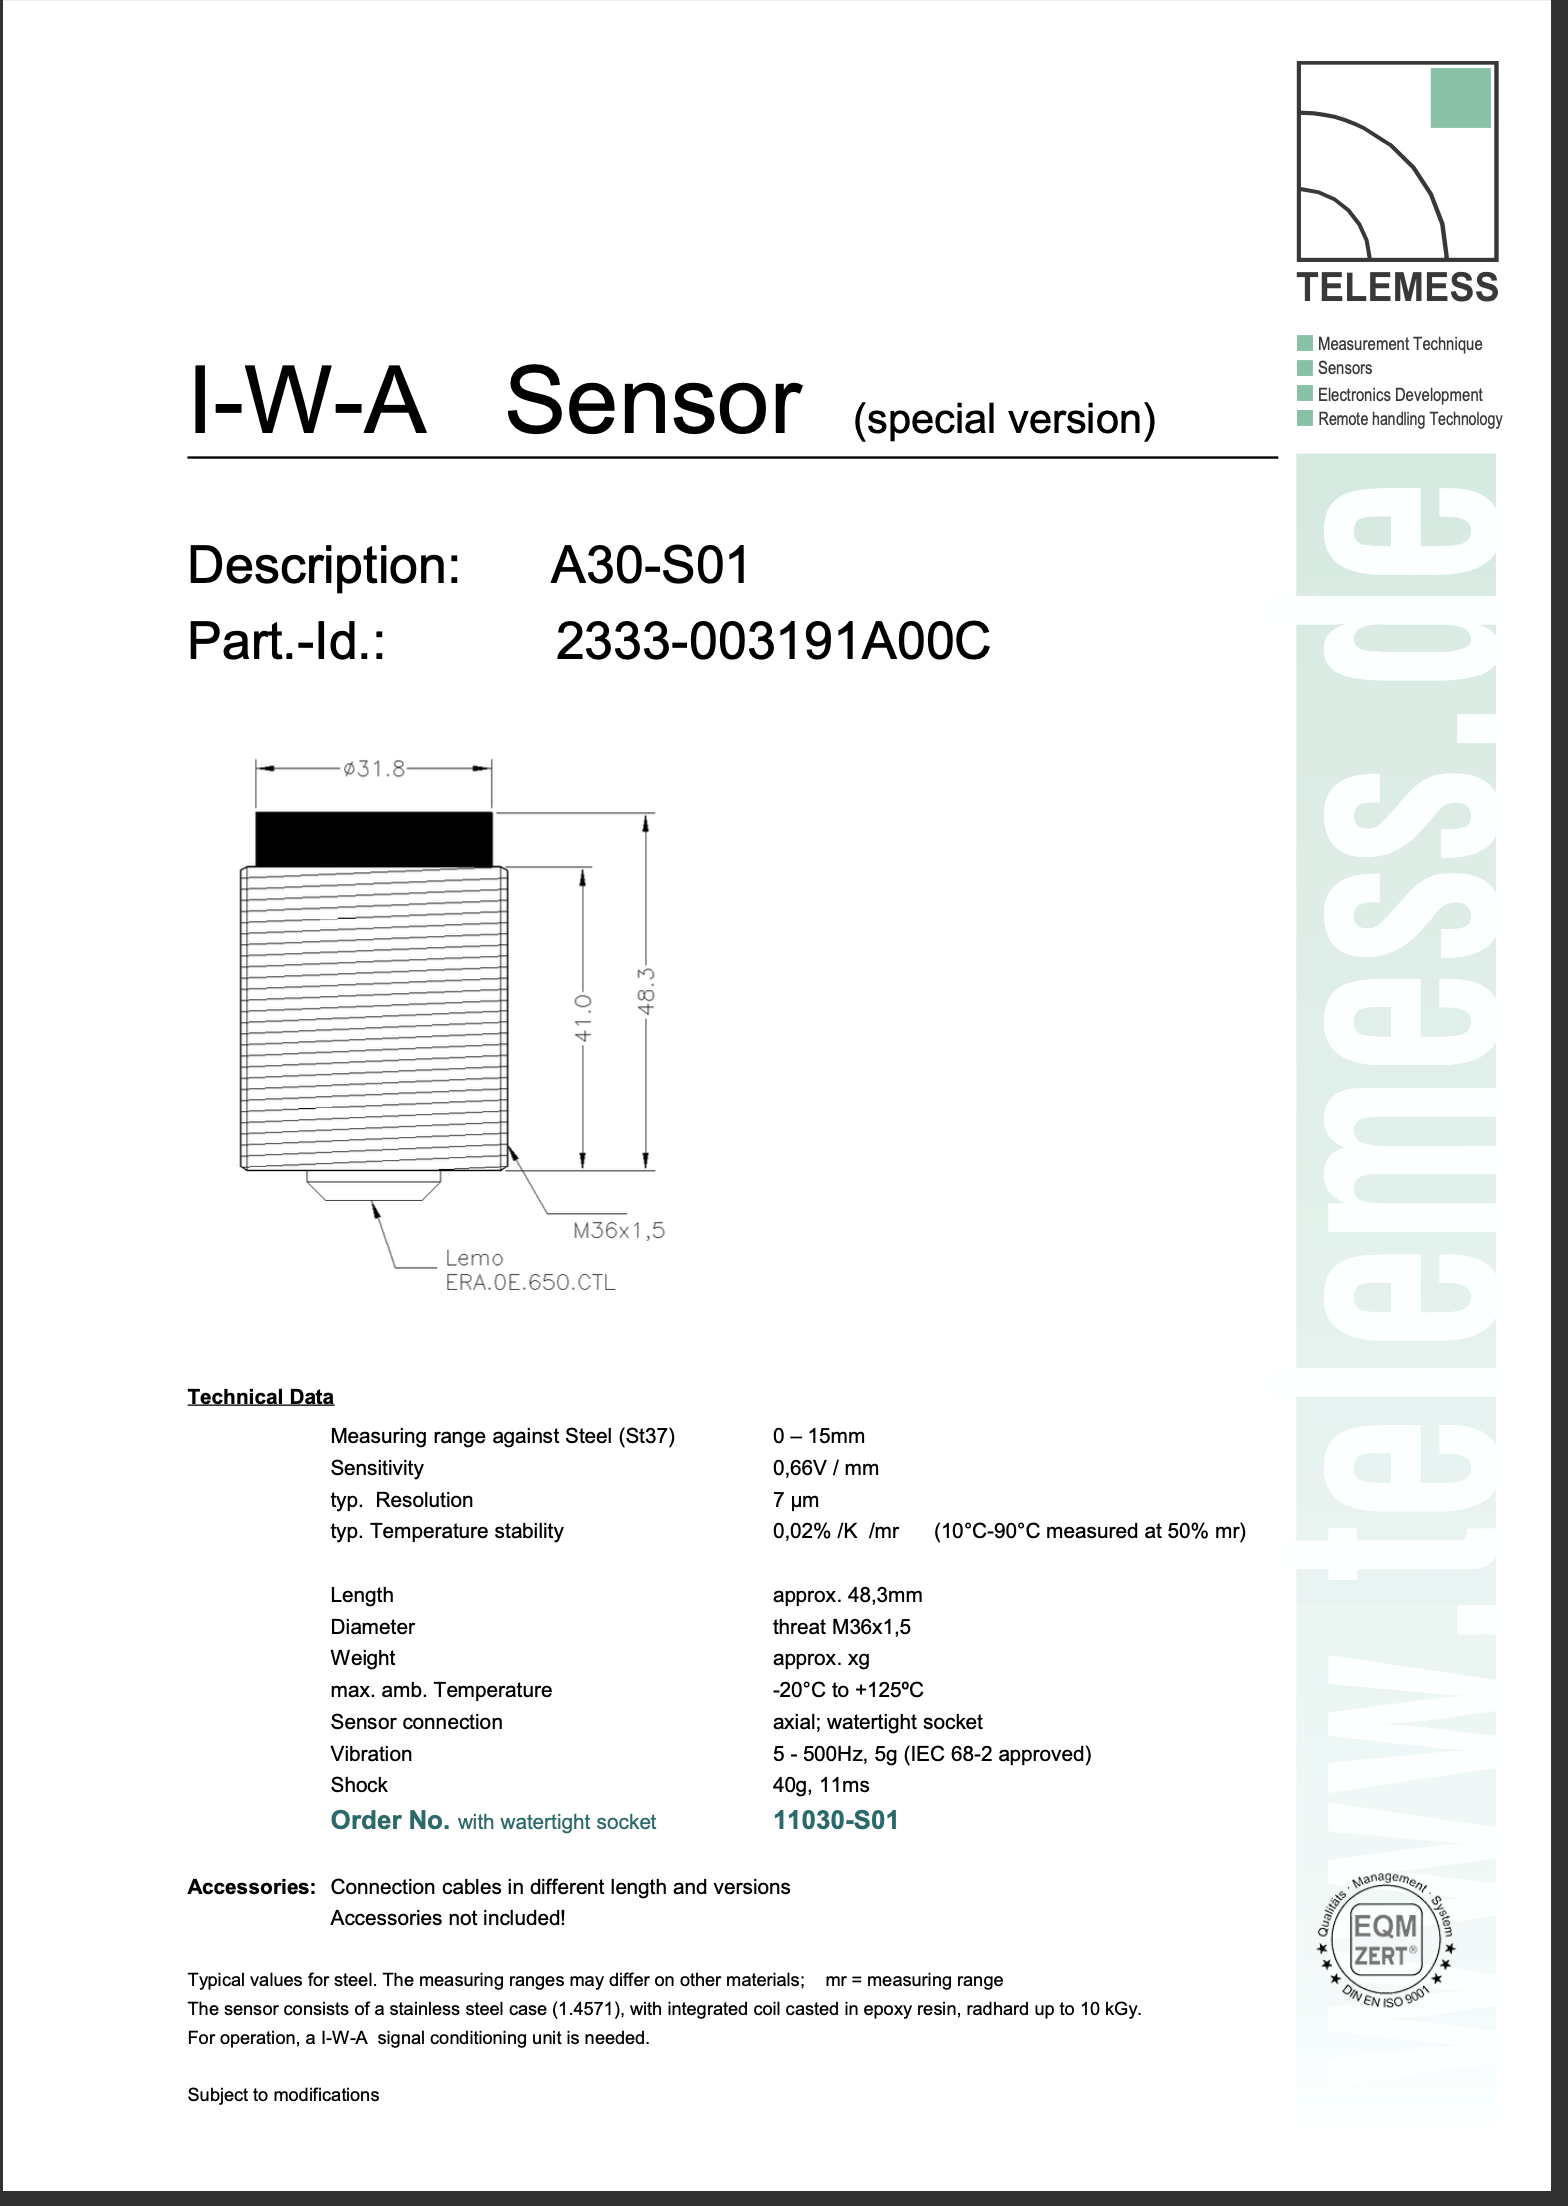 TELEMESS
Measurement Technique
Sensors
Electronics Development
Remote handling Technology
I-W-A Sensor (special version)
Description: A30-S01
Part.-Id.: 2333-003191A00C
ø31.8
41.0
48.3
M36x1,5
Lemo
ERA.0E.650.CTL
Technical Data
Measuring range against Steel (St37) 0 – 15mm
Sensitivity 0,66V / mm
typ. Resolution 7 µm
typ. Temperature stability 0,02% /K /mr (10°C-90°C measured at 50% mr)
Length approx. 48,3mm
Diameter threat M36x1,5
Weight approx. xg
max. amb. Temperature -20°C to +125ºC
Sensor connection axial; watertight socket
Vibration 5 - 500Hz, 5g (IEC 68-2 approved)
Shock 40g, 11ms
Order No. with watertight socket 11030-S01
Accessories: Connection cables in different length and versions
Accessories not included!
Typical values for steel. The measuring ranges may differ on other materials; mr = measuring range
The sensor consists of a stainless steel case (1.4571), with integrated coil casted in epoxy resin, radhard up to 10 kGy.
For operation, a I-W-A signal conditioning unit is needed.
Subject to modifications
www.telemess.de
Qualitäts · Management · System
EQM
ZERT®
DIN EN ISO 9001